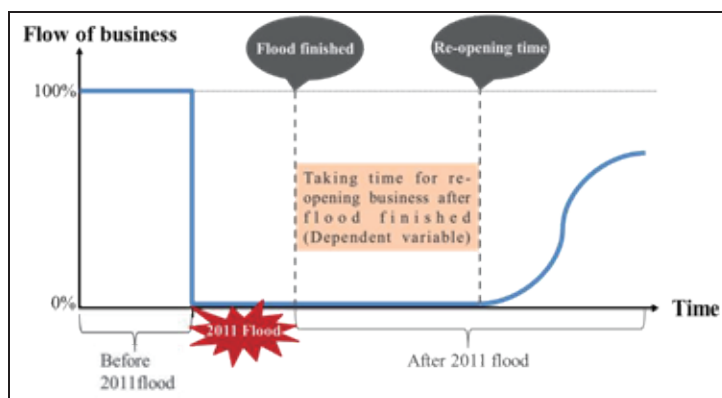 Flow of business
Flood finished
Re-opening time
100%
Taking time for re-
opening business after
flood finished
(Dependent variable)
0%
Time
2011 Flood
Before
2011flood
After 2011 flood